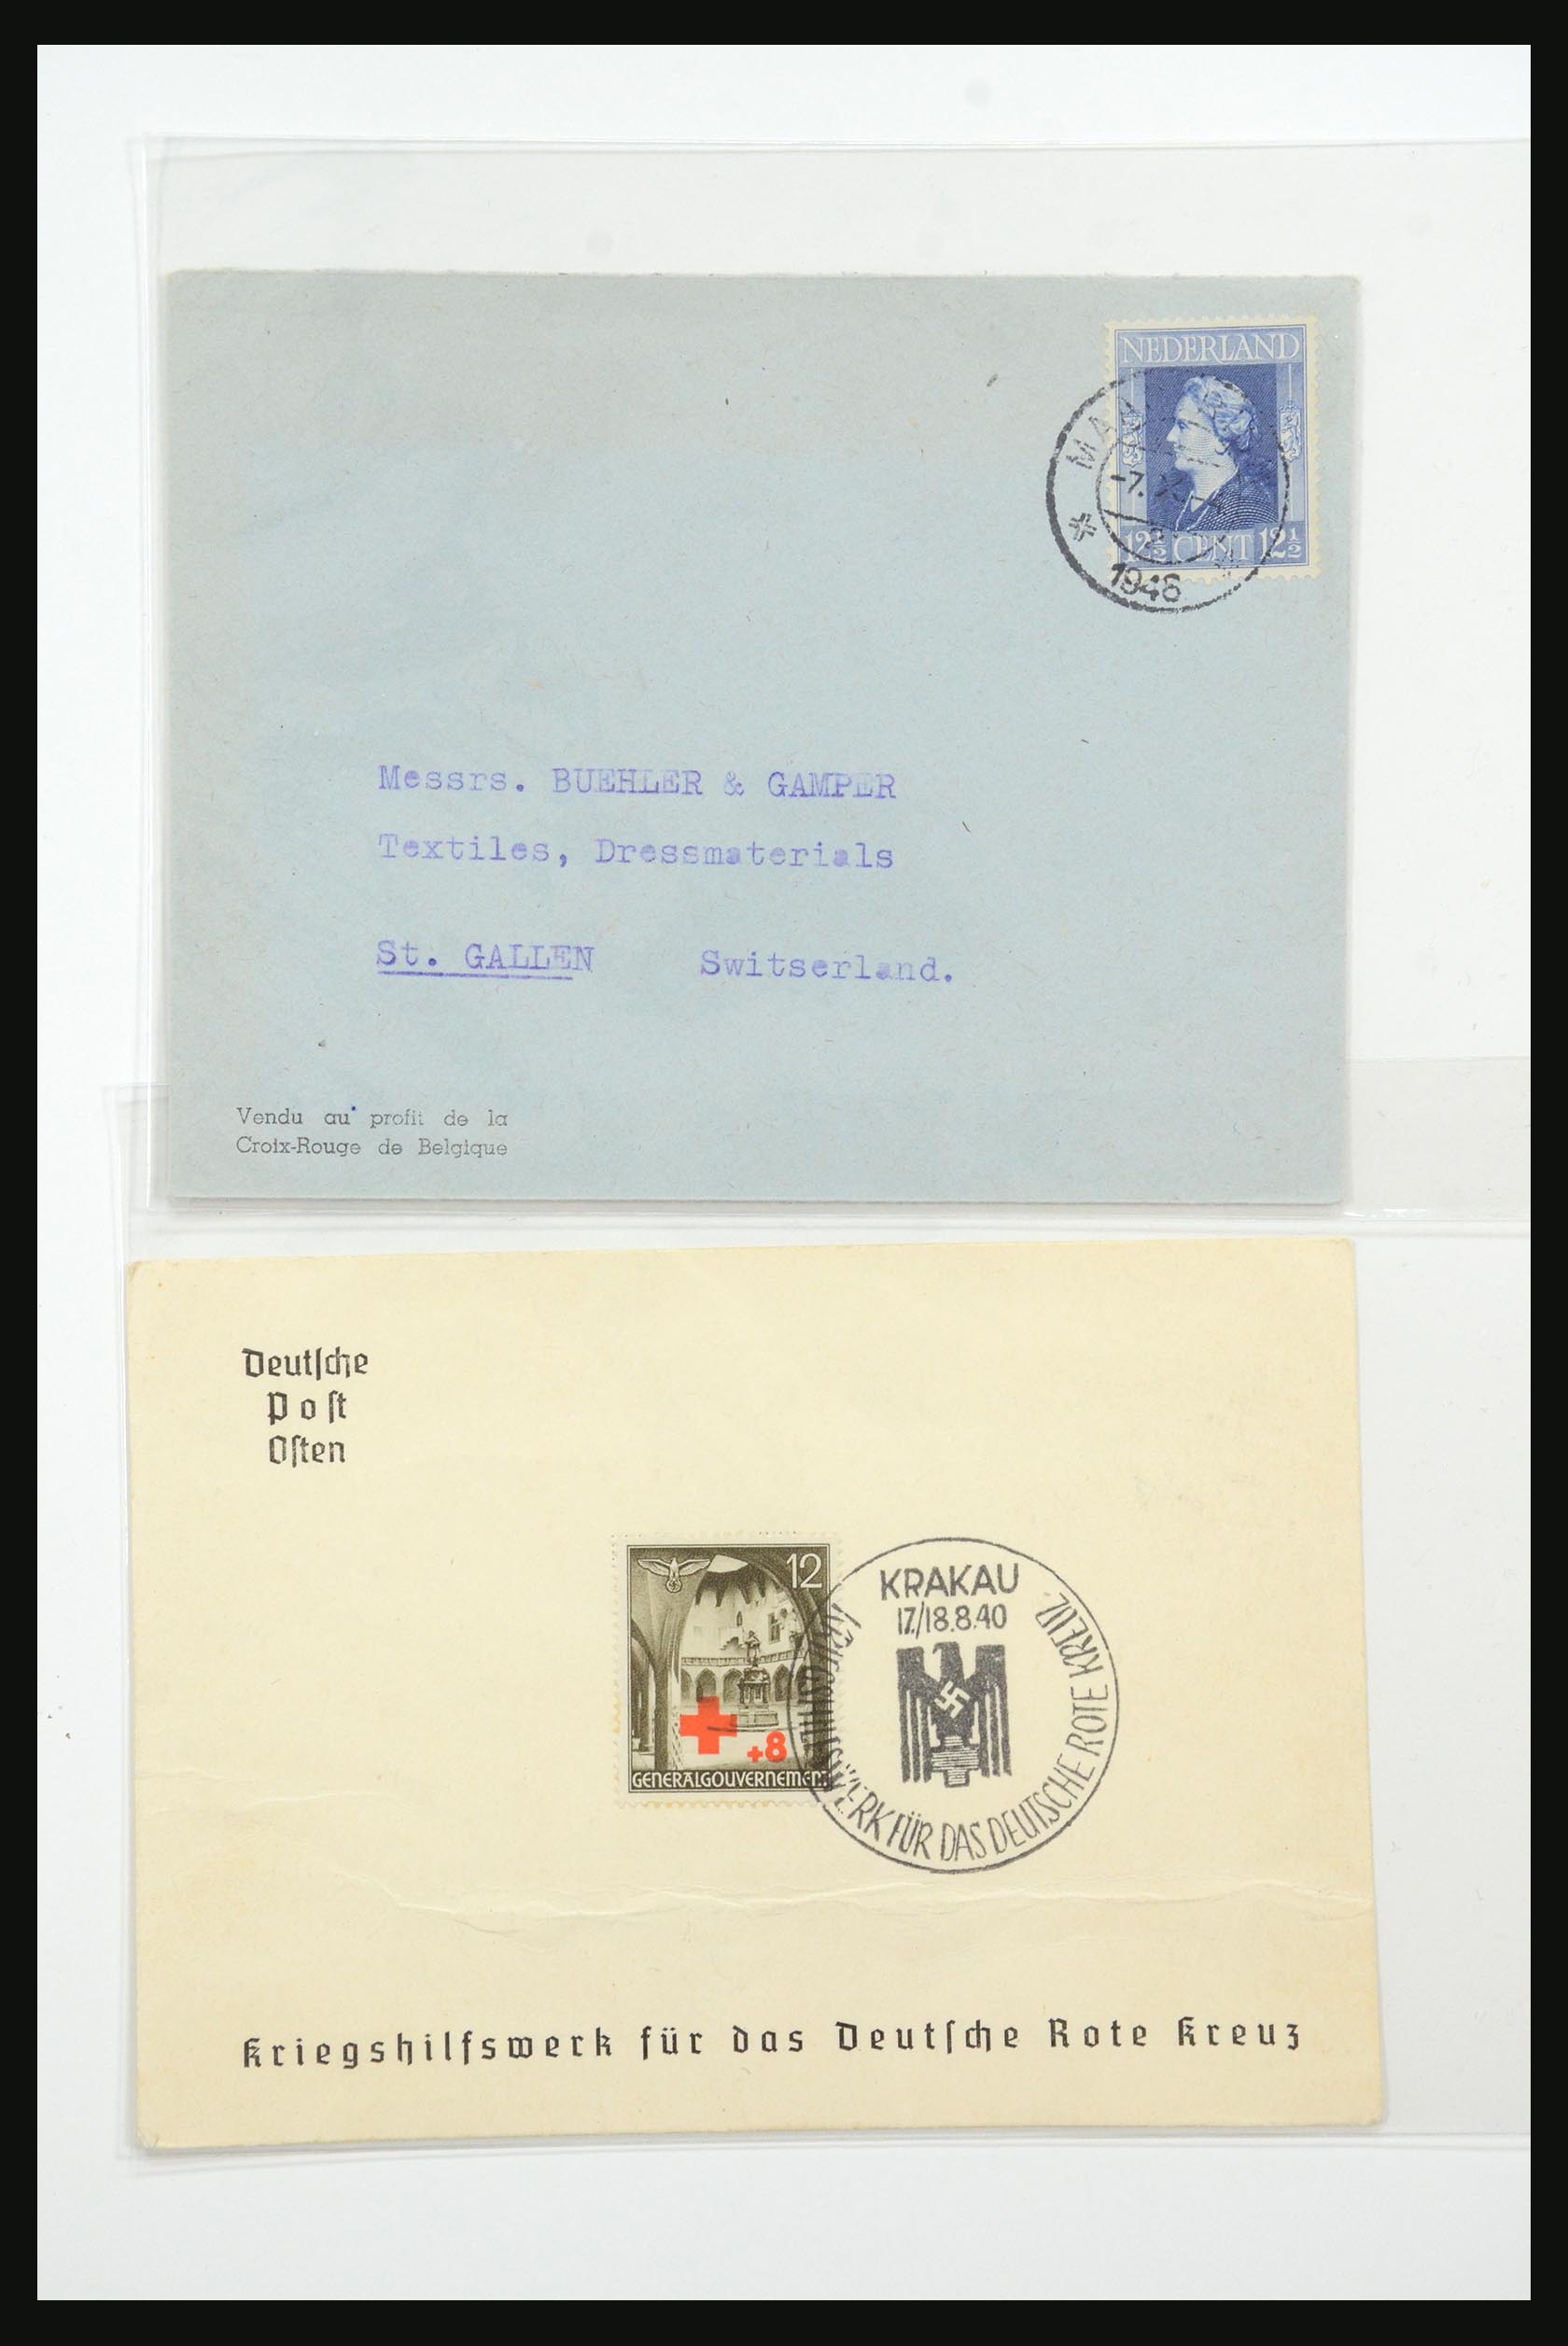 NEDERLAND
1946
12½ CENT 12½
Messrs. BUEHLER & GAMPER
Textiles, Dressmaterials
St. GALLEN Switserland.
Vendu au profit de la
Croix-Rouge de Belgique
Deutſche
Poſt
Oſten
12
+8
GENERALGOUVERNEMENT
KRAKAU
17./18.8.40
KRIEGSHILFSWERK FÜR DAS DEUTSCHE ROTE KREUZ
Kriegshilfswerk für das Deutſche Rote Kreuz